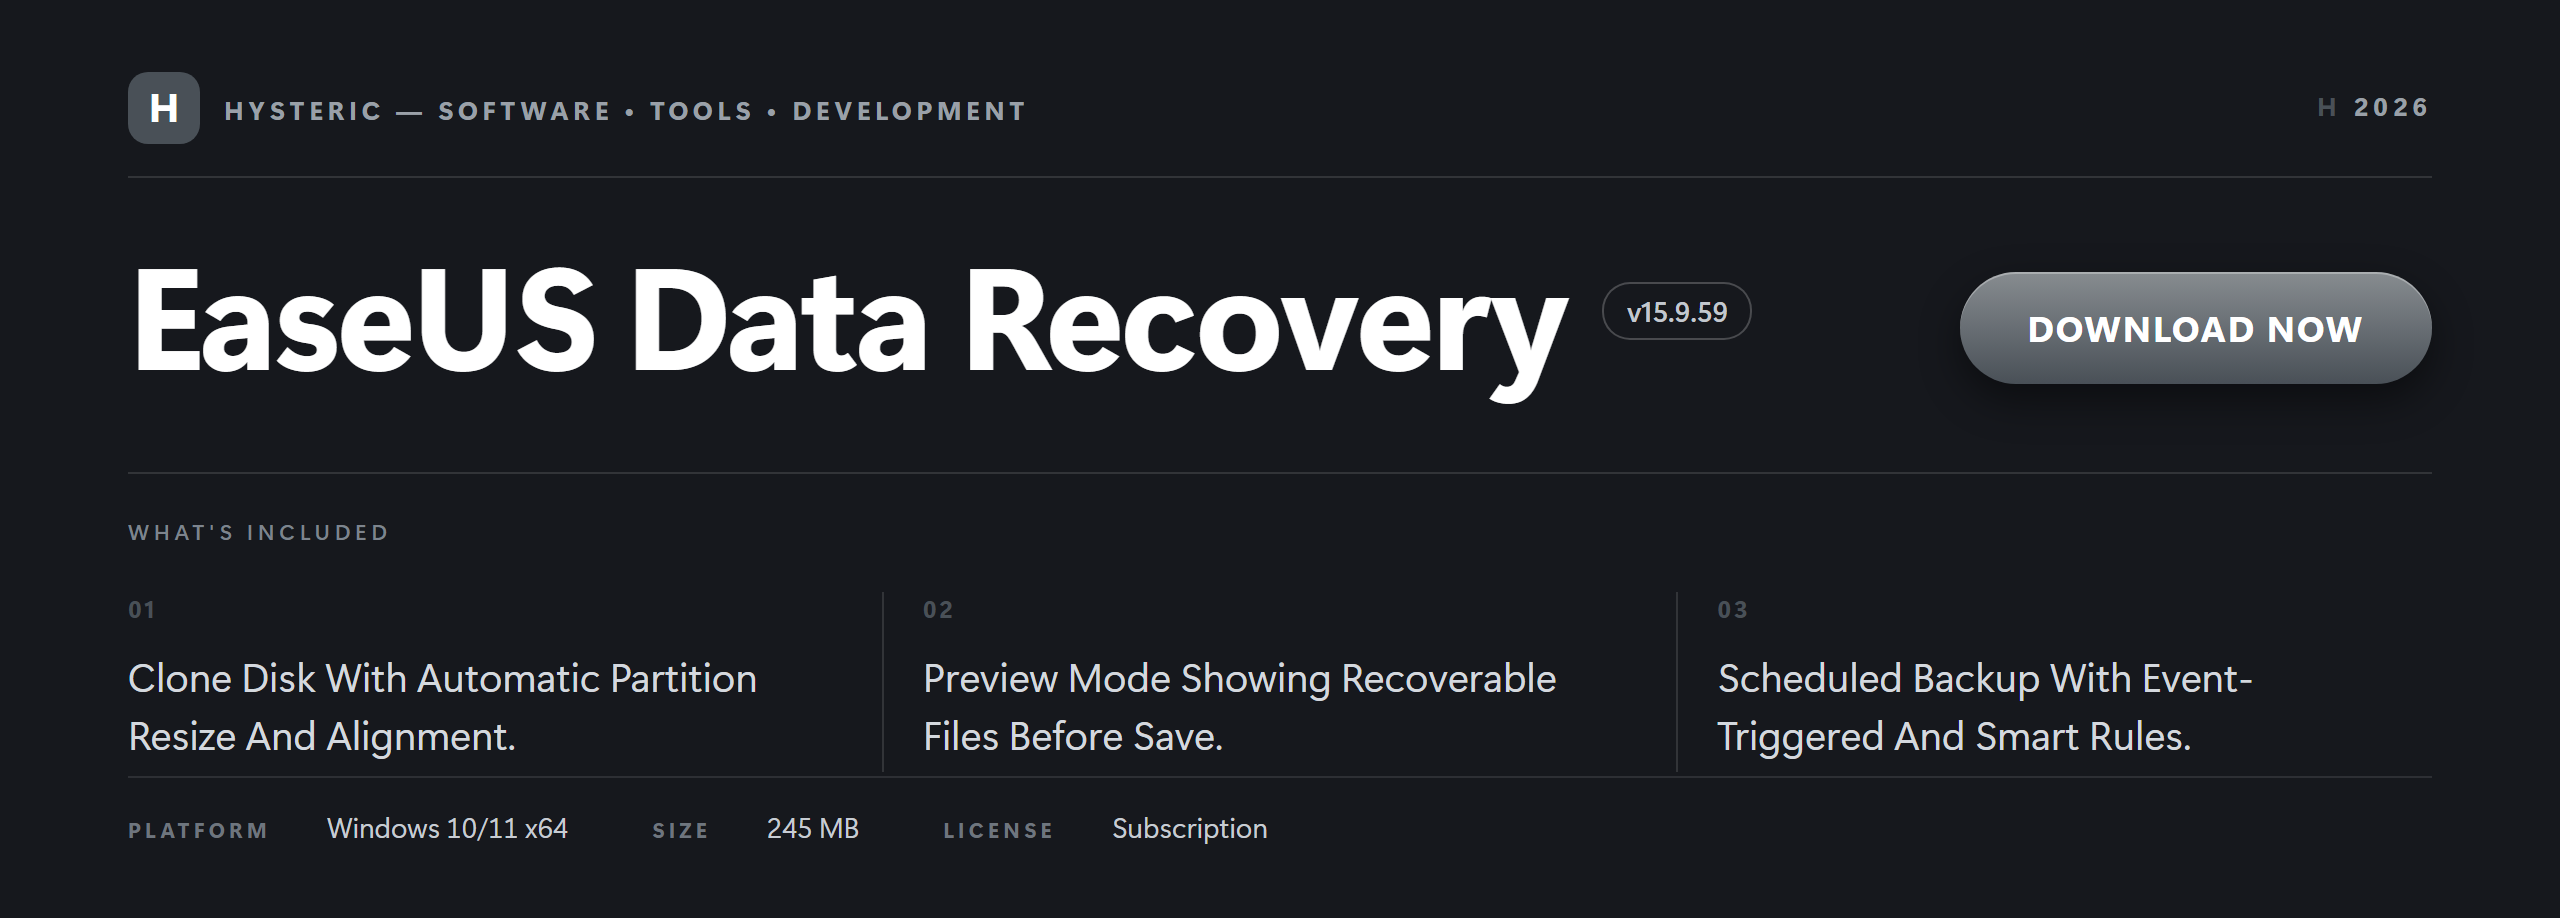 H HYSTERIC — SOFTWARE • TOOLS • DEVELOPMENT
H 2026
EaseUS Data Recovery v15.9.59
DOWNLOAD NOW
WHAT'S INCLUDED
01
Clone Disk With Automatic Partition
Resize And Alignment.
02
Preview Mode Showing Recoverable
Files Before Save.
03
Scheduled Backup With Event-
Triggered And Smart Rules.
PLATFORM Windows 10/11 x64 SIZE 245 MB LICENSE Subscription